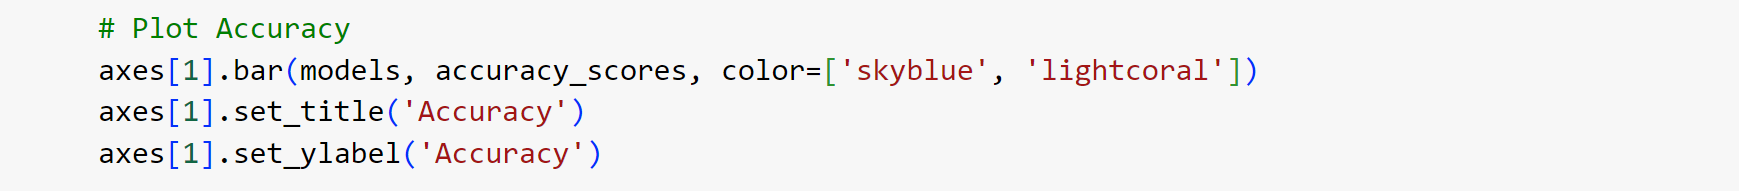 # Plot Accuracy
axes[1].bar(models, accuracy_scores, color=['skyblue', 'lightcoral'])
axes[1].set_title('Accuracy')
axes[1].set_ylabel('Accuracy')